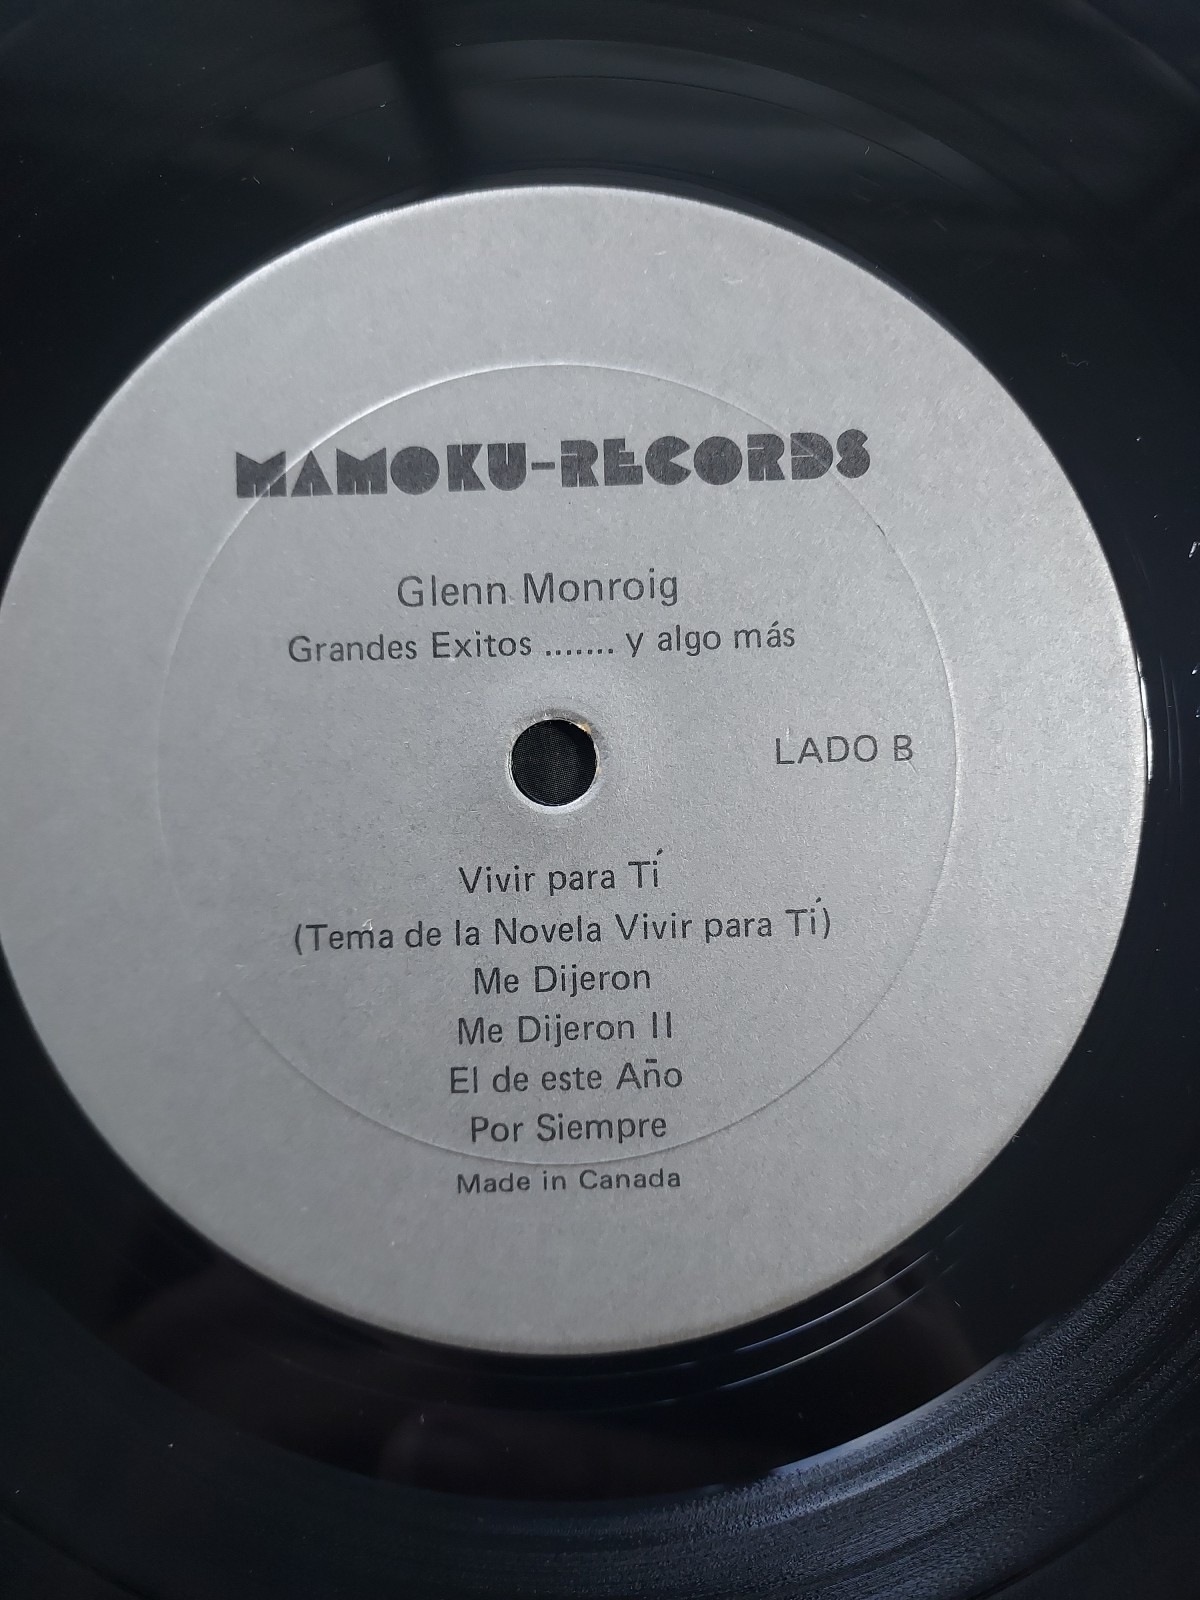 MAMOKU-RECORDS
Glenn Monroig
Grandes Exitos ....... y algo más
LADO B
Vivir para Tí
(Tema de la Novela Vivir para Tí)
Me Dijeron
Me Dijeron II
El de este Año
Por Siempre
Made in Canada